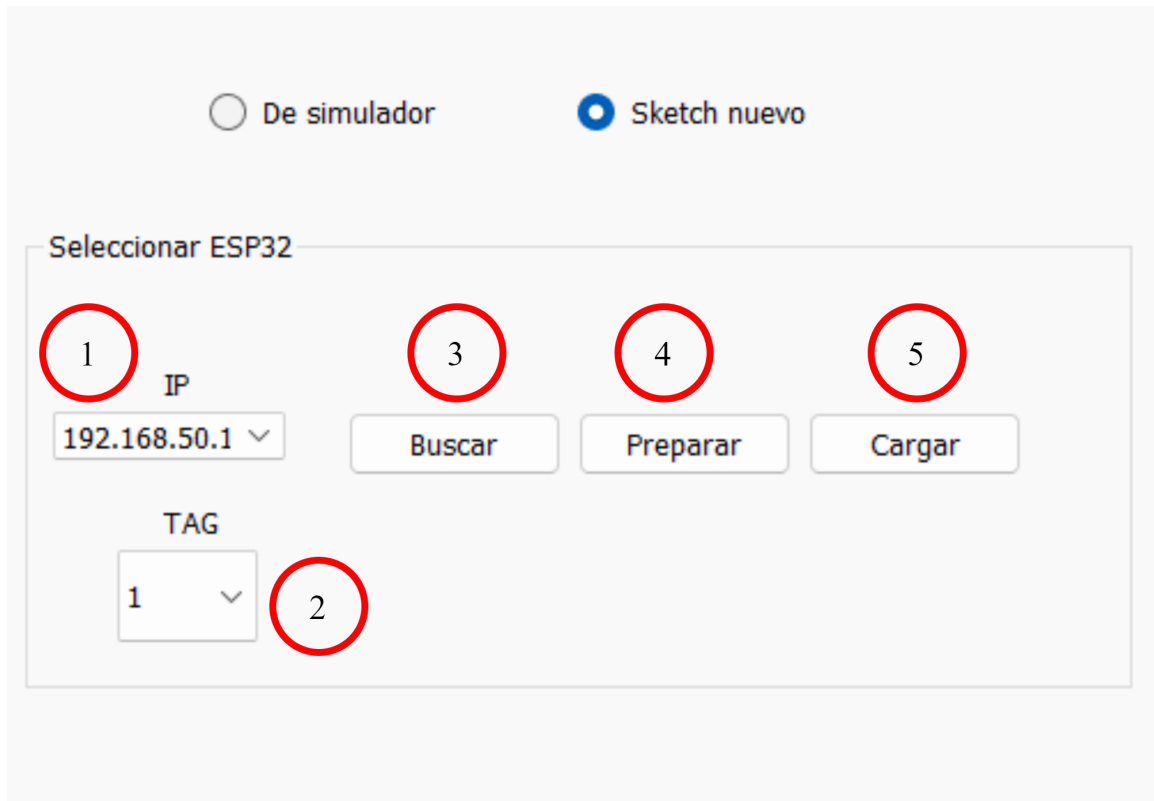 De simulador Sketch nuevo
Seleccionar ESP32
1 3 4 5
IP
192.168.50.1 Buscar Preparar Cargar
TAG
1 2